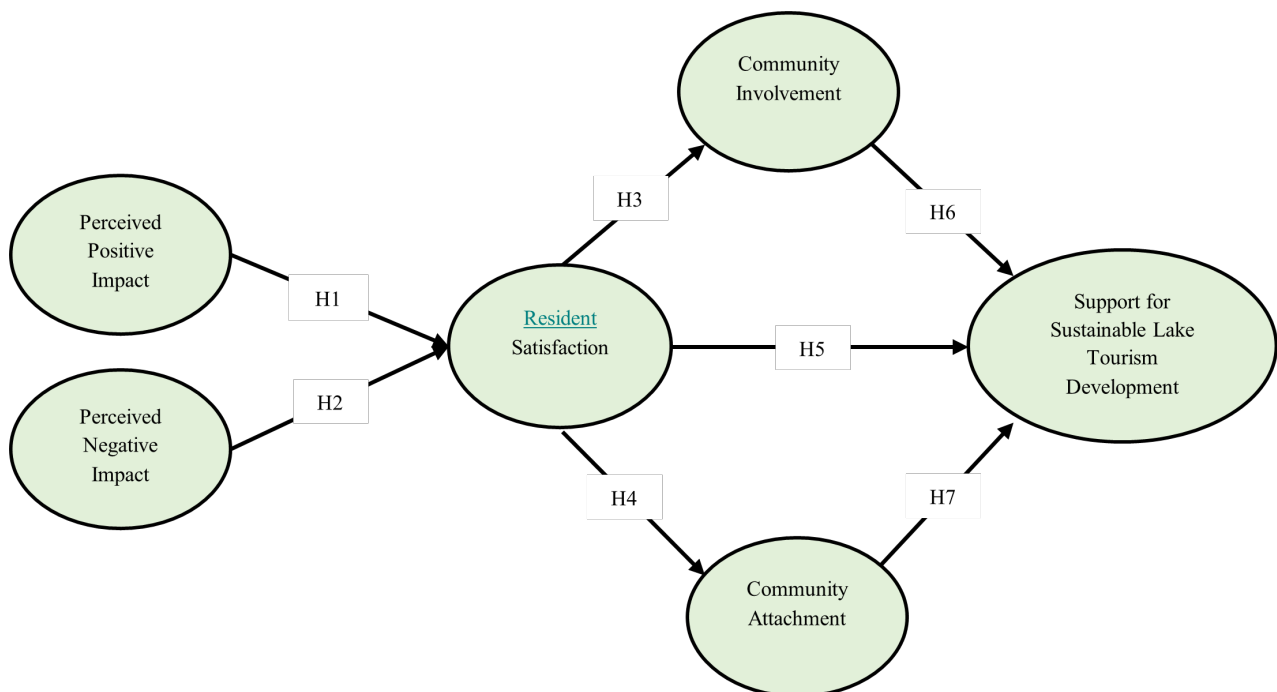 Community
Involvement
H3
H6
Perceived
Positive
Impact
H1
Resident
Satisfaction
H5
Support for
Sustainable Lake
Tourism
Development
H2
Perceived
Negative
Impact
H4
H7
Community
Attachment